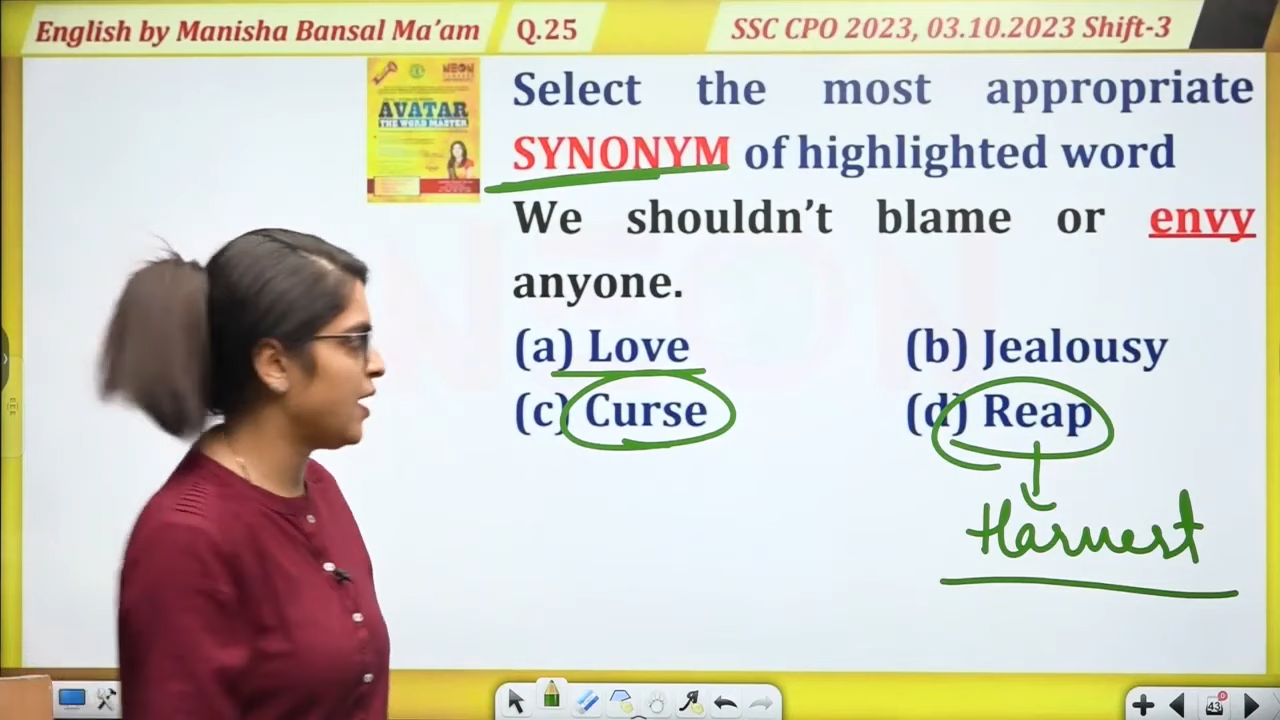 English by Manisha Bansal Ma’am
Q.25
SSC CPO 2023, 03.10.2023 Shift-3
NEON
AVATAR
THE WORD MASTER
Select the most appropriate
SYNONYM of highlighted word
We shouldn’t blame or envy
anyone.
(a) Love (b) Jealousy
(c) Curse (d) Reap
Harvest
43